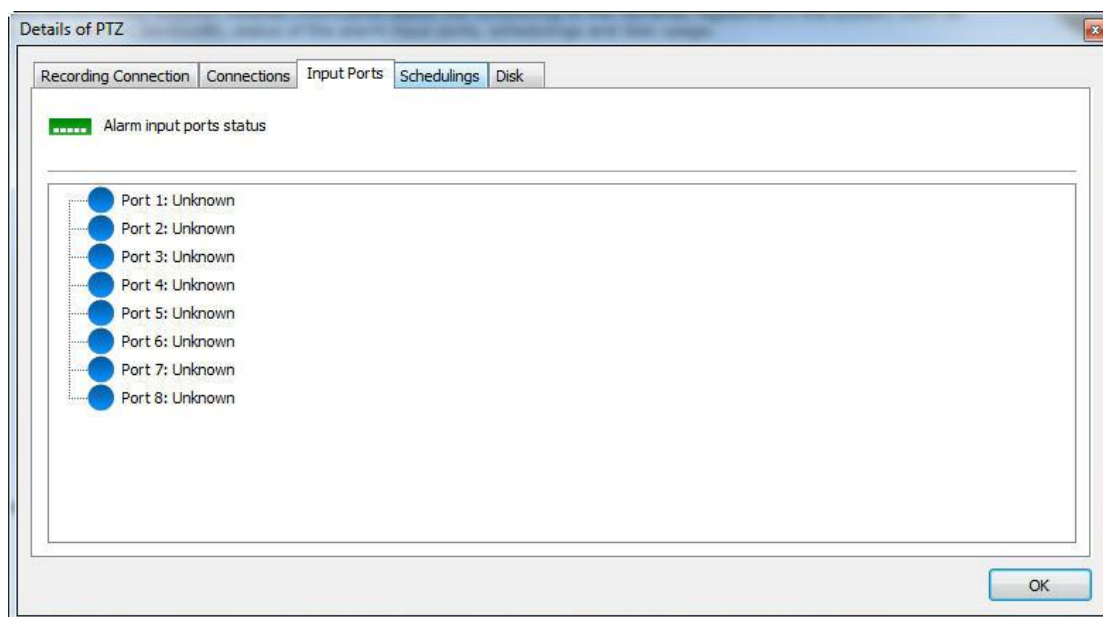 Details of PTZ
Recording Connection Connections Input Ports Schedulings Disk
Alarm input ports status
Port 1: Unknown
Port 2: Unknown
Port 3: Unknown
Port 4: Unknown
Port 5: Unknown
Port 6: Unknown
Port 7: Unknown
Port 8: Unknown
OK